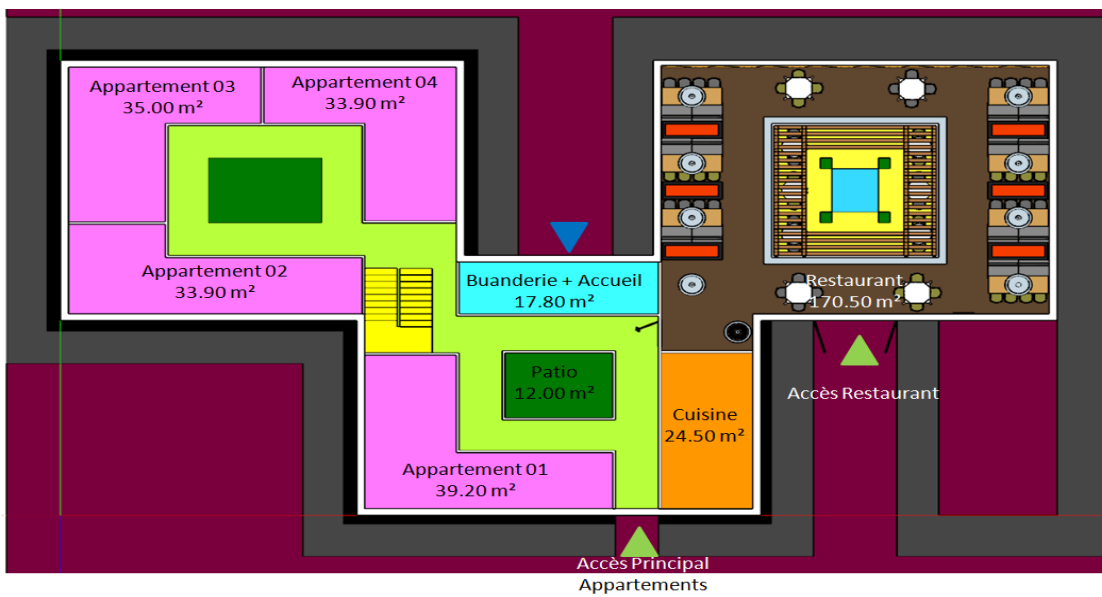 Appartement 03
35.00 m²
Appartement 04
33.90 m²
Appartement 02
33.90 m²
Buanderie + Accueil
17.80 m²
Restaurant
170.50 m²
Patio
12.00 m²
Accès Restaurant
Cuisine
24.50 m²
Appartement 01
39.20 m²
Accès Principal
Appartements